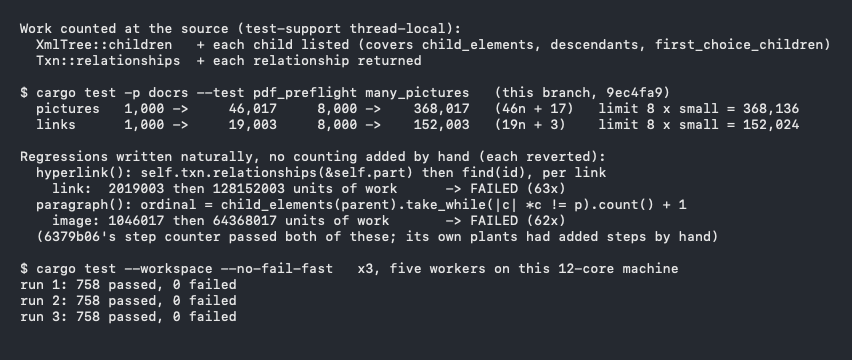 Work counted at the source (test-support thread-local):
  XmlTree::children   + each child listed (covers child_elements, descendants, first_choice_children)
  Txn::relationships  + each relationship returned

$ cargo test -p docrs --test pdf_preflight many_pictures   (this branch, 9ec4fa9)
  pictures   1,000 ->     46,017     8,000 ->    368,017   (46n + 17)   limit 8 x small = 368,136
  links      1,000 ->     19,003     8,000 ->    152,003   (19n + 3)    limit 8 x small = 152,024

Regressions written naturally, no counting added by hand (each reverted):
  hyperlink(): self.txn.relationships(&self.part) then find(id), per link
    link:  2019003 then 128152003 units of work      -> FAILED (63x)
  paragraph(): ordinal = child_elements(parent).take_while(|c| *c != p).count() + 1
    image: 1046017 then 64368017 units of work       -> FAILED (62x)
  (6379b06's step counter passed both of these; its own plants had added steps by hand)

$ cargo test --workspace --no-fail-fast   x3, five workers on this 12-core machine
run 1: 758 passed, 0 failed
run 2: 758 passed, 0 failed
run 3: 758 passed, 0 failed